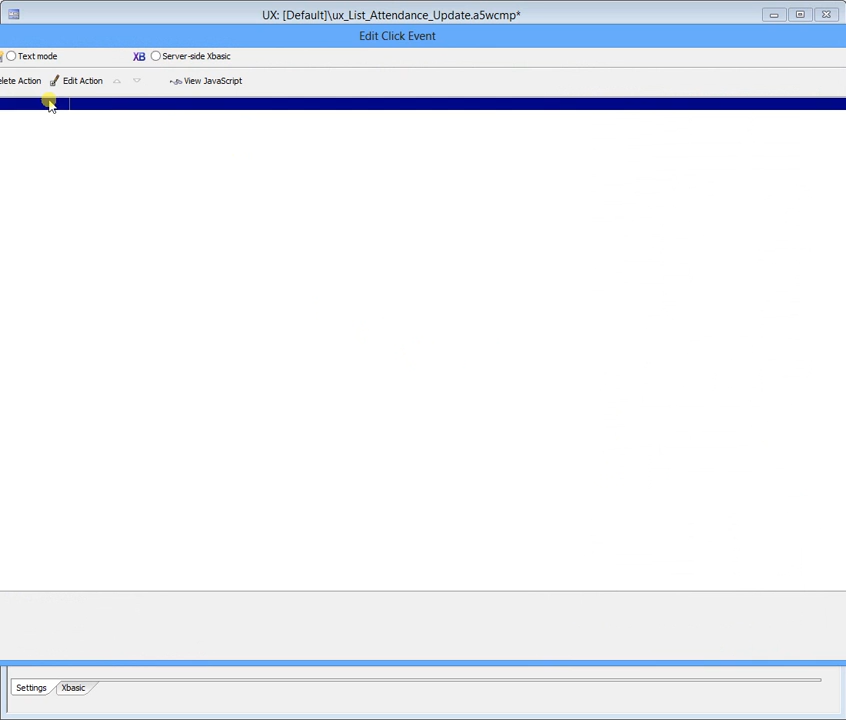 UX: [Default]\ux_List_Attendance_Update.a5wcmp*
Edit Click Event
Text mode XB Server-side Xbasic
elete Action Edit Action View JavaScript
Settings Xbasic